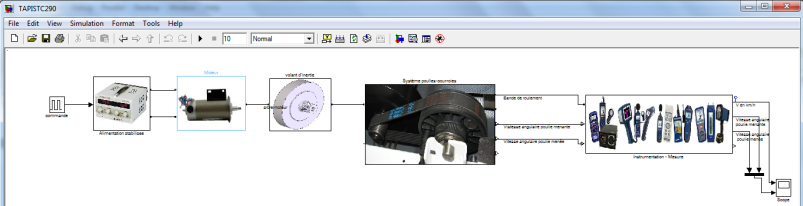 TAPISTC290
File Edit View Simulation Format Tools Help
10
Normal
commande
Alimentation stabilisée
Moteur
volant d'inertie
Système poulies-courroies
Bande de roulement
Vitesse angulaire poulie menante
Vitesse angulaire poulie menée
Instrumentation - Mesure
V en km/h
Vitesse angulaire
poulie menante
Vitesse angulaire
poulie menée
Scope